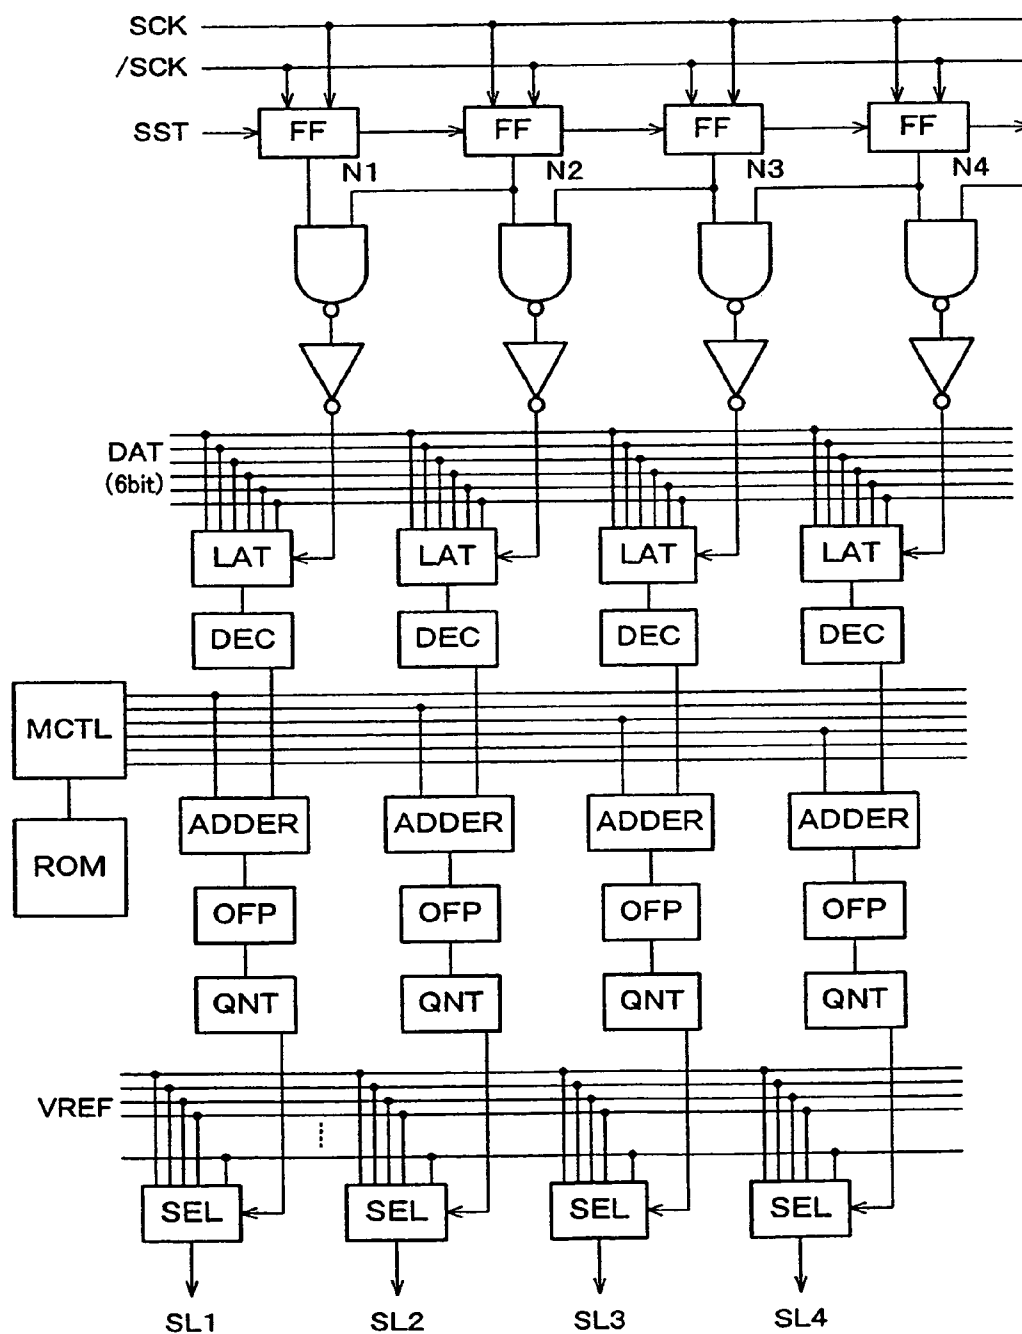 SCK
/SCK
SST
FF FF FF FF
N1 N2 N3 N4
DAT
(6bit)
LAT LAT LAT LAT
DEC DEC DEC DEC
MCTL
ADDER ADDER ADDER ADDER
ROM
OFP OFP OFP OFP
QNT QNT QNT QNT
VREF
SEL SEL SEL SEL
SL1 SL2 SL3 SL4